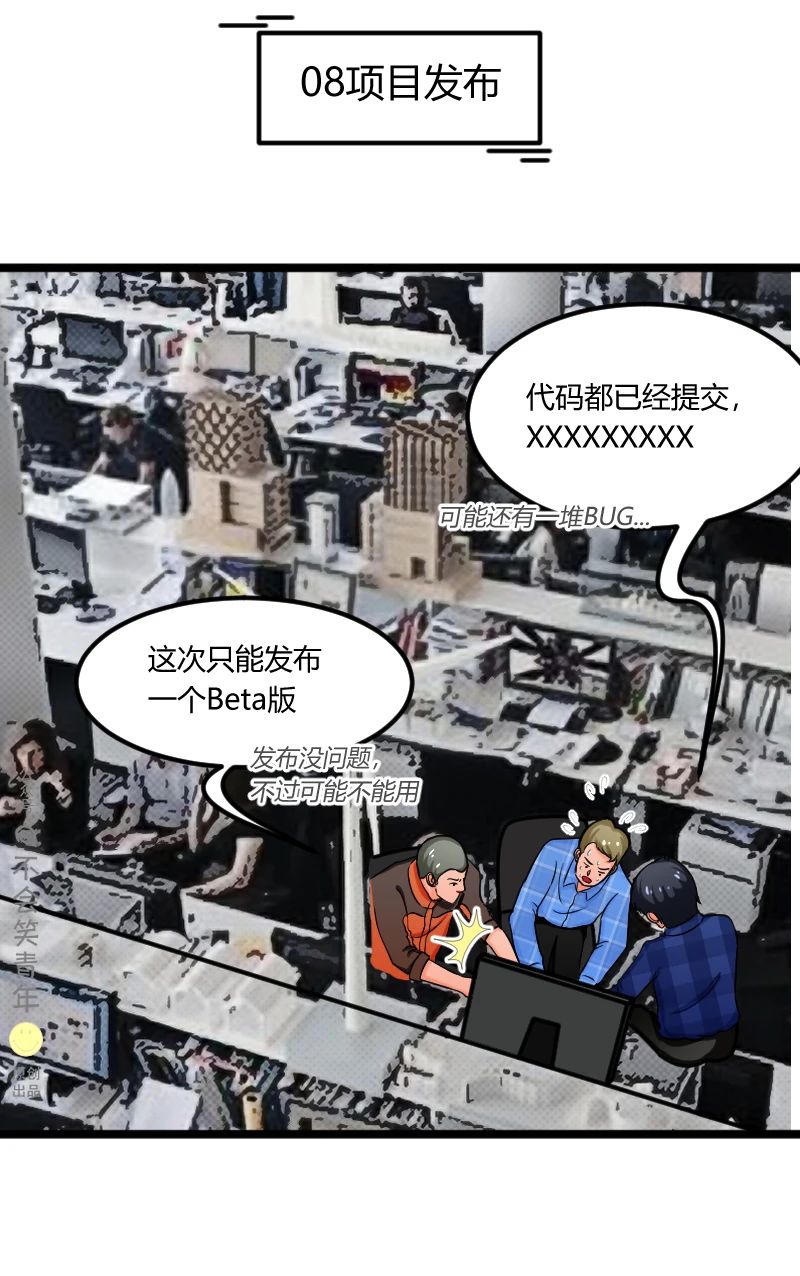 08项目发布
代码都已经提交，
XXXXXXXXX
可能还有一堆BUG...
这次只能发布
一个Beta版
发布没问题，
不过可能不能用
不会笑青年
原创
出品